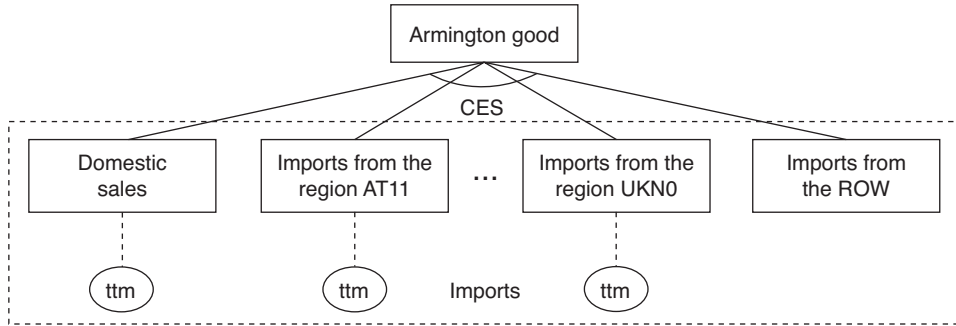 Armington good
CES
Domestic
sales
Imports from the
region AT11
...
Imports from the
region UKN0
Imports from
the ROW
ttm
ttm
Imports
ttm